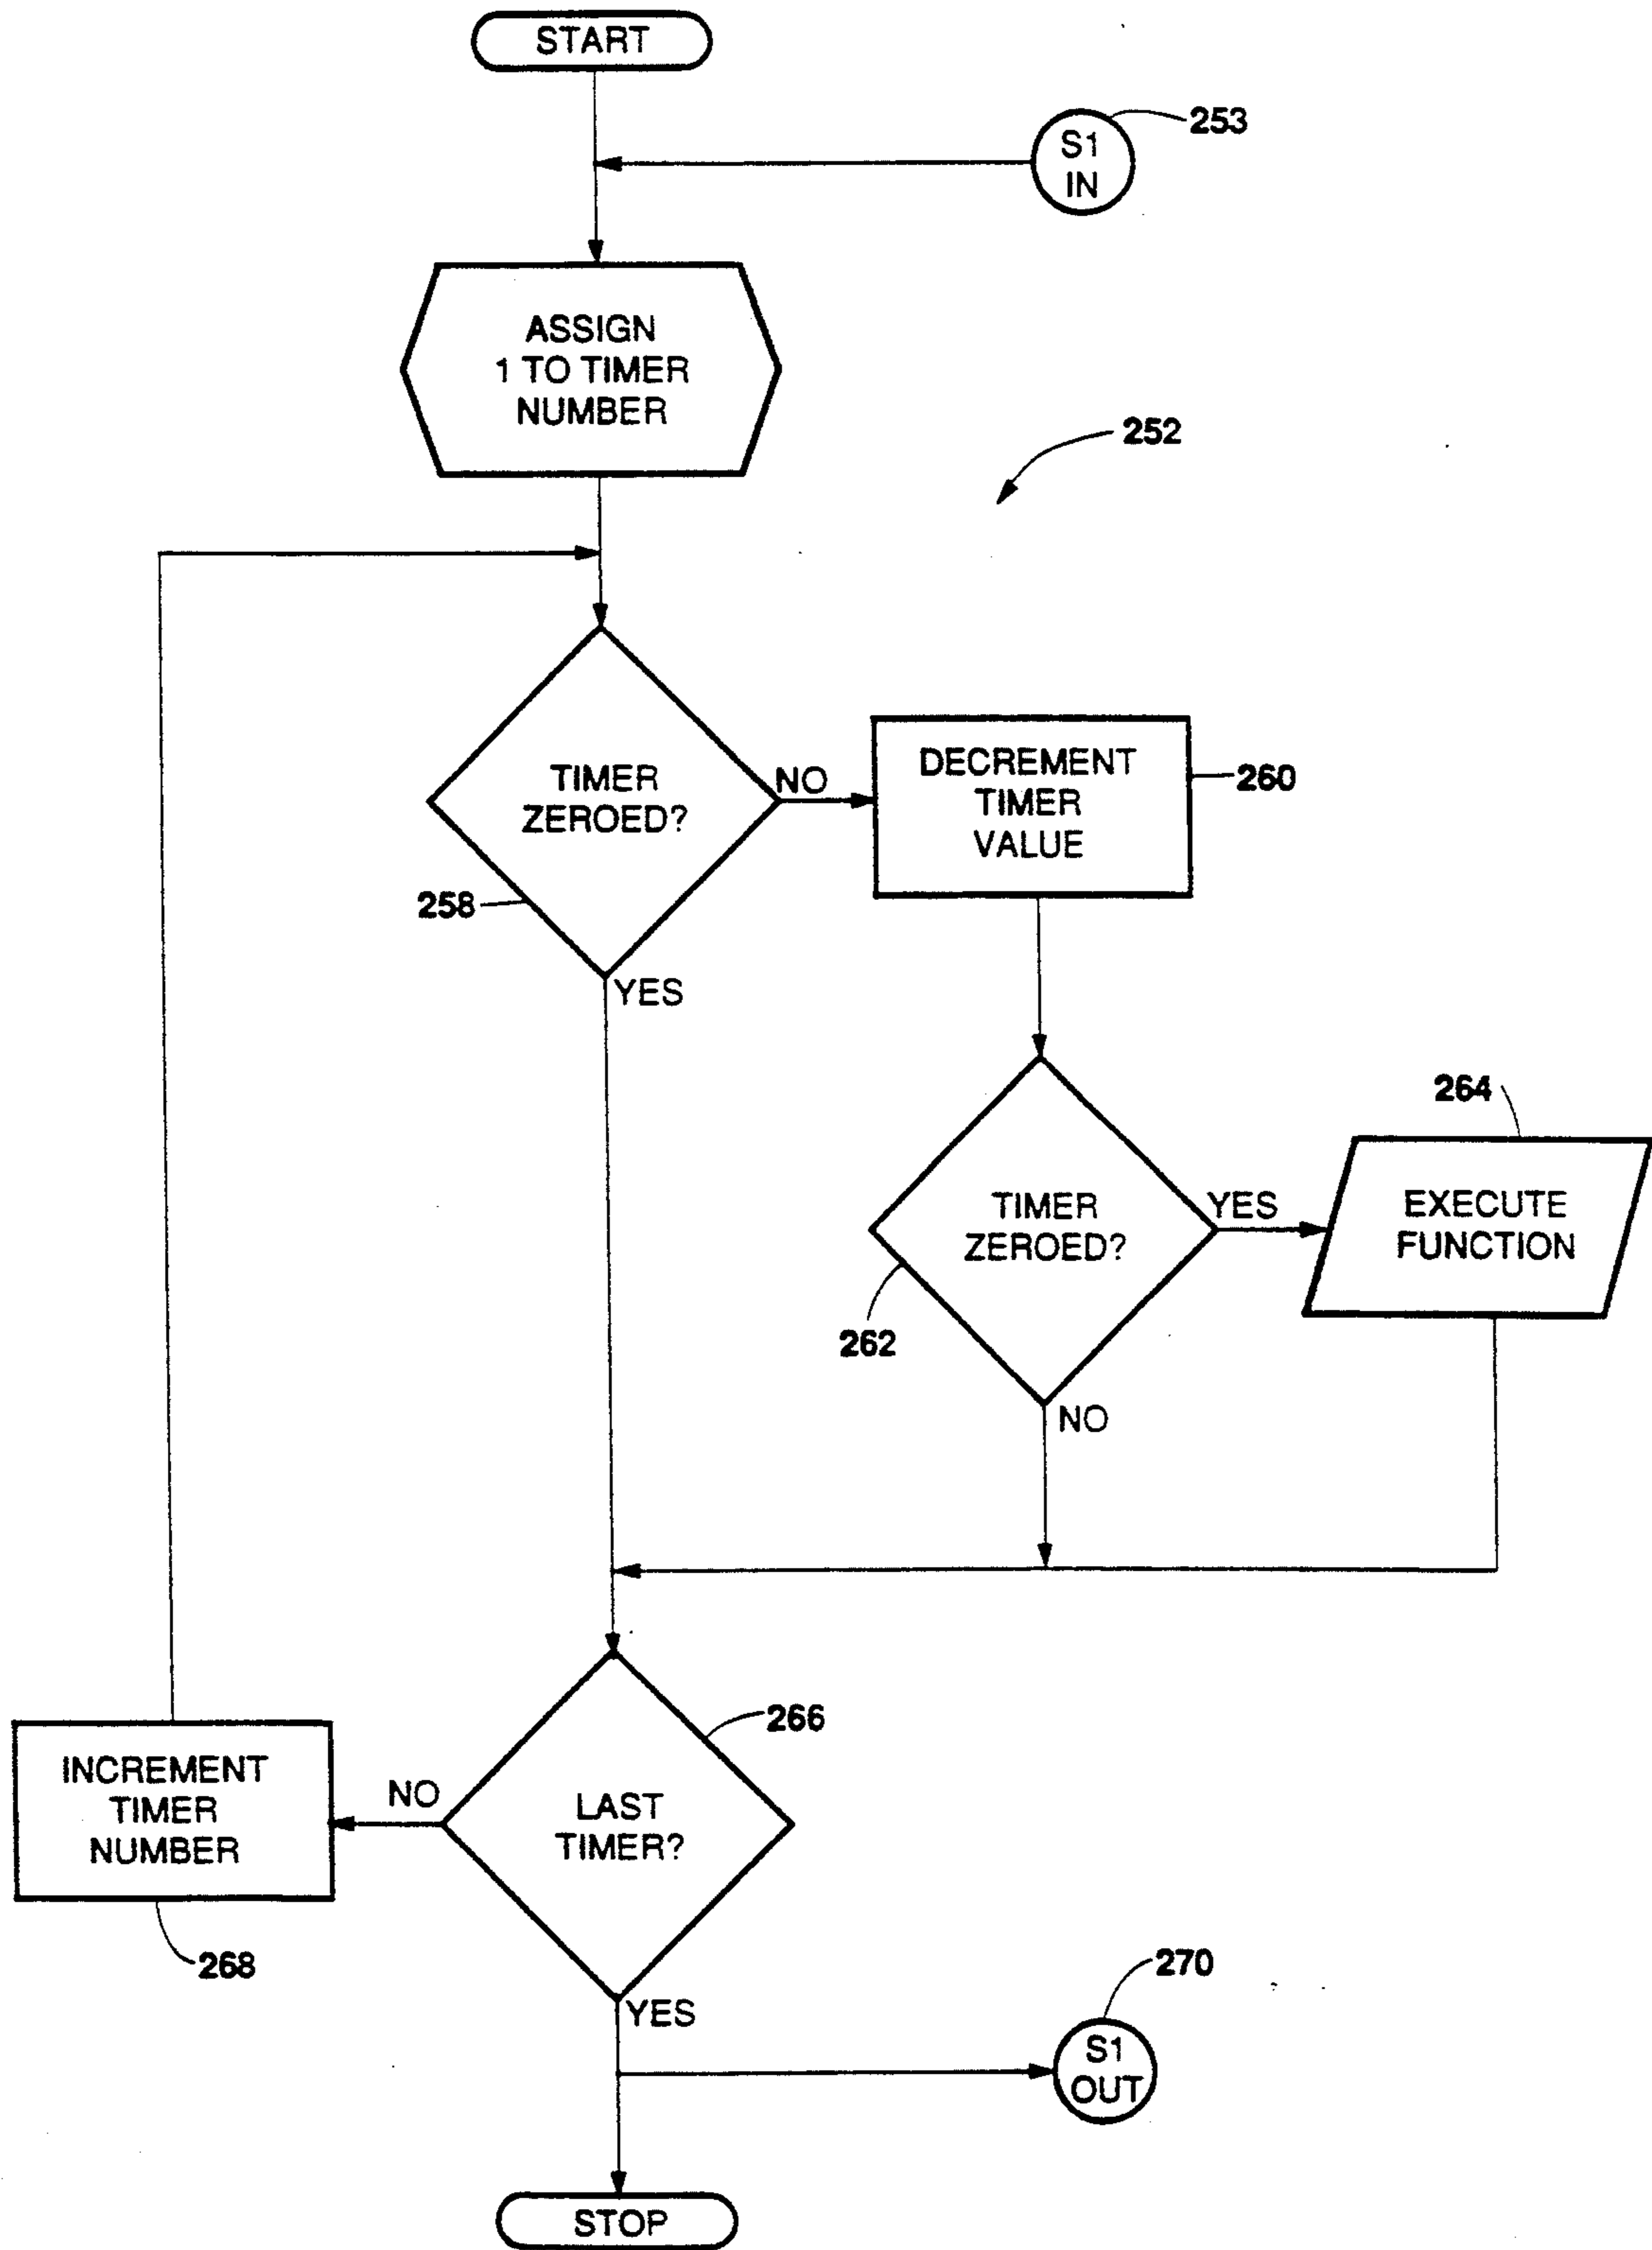 START
253
S1
IN
ASSIGN
1 TO TIMER
NUMBER
252
TIMER
ZEROED?
NO
DECREMENT
TIMER
VALUE
260
258
YES
264
TIMER
ZEROED?
YES
EXECUTE
FUNCTION
262
NO
266
INCREMENT
TIMER
NUMBER
NO
LAST
TIMER?
268
YES
270
S1
OUT
STOP